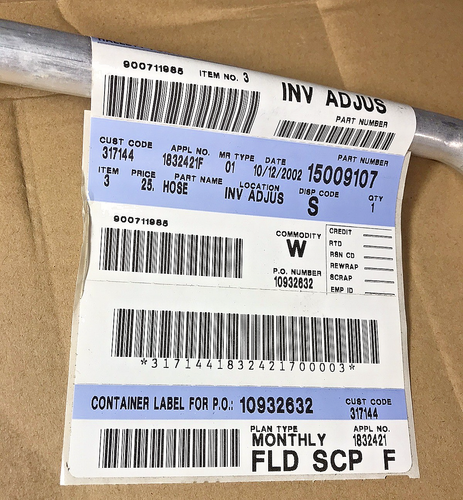 900711985 ITEM NO. 3
INV ADJUS
PART NUMBER
CUST CODE APPL NO. MR TYPE DATE PART NUMBER
317144 1832421F 01 10/12/2002 15009107
ITEM PRICE PART NAME LOCATION DISP CODE QTY
3 25. HOSE INV ADJUS S 1
900711985
COMMODITY
W
P.O. NUMBER
10932632
CREDIT
RTD
RSN CD
REWRAP
SCRAP
EMP ID
*3171441832421700003*
CONTAINER LABEL FOR P.O.: 10932632 CUST CODE
317144
PLAN TYPE APPL NO.
MONTHLY 1832421
FLD SCP F